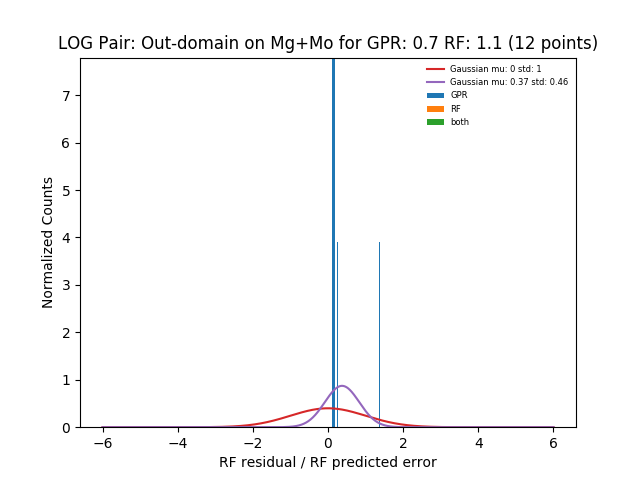 LOG Pair: Out-domain on Mg+Mo for GPR: 0.7 RF: 1.1 (12 points)
Gaussian mu: 0 std: 1
Gaussian mu: 0.37 std: 0.46
GPR
RF
both
Normalized Counts
7
6
5
4
3
2
1
0
−6 −4 −2 0 2 4 6
RF residual / RF predicted error